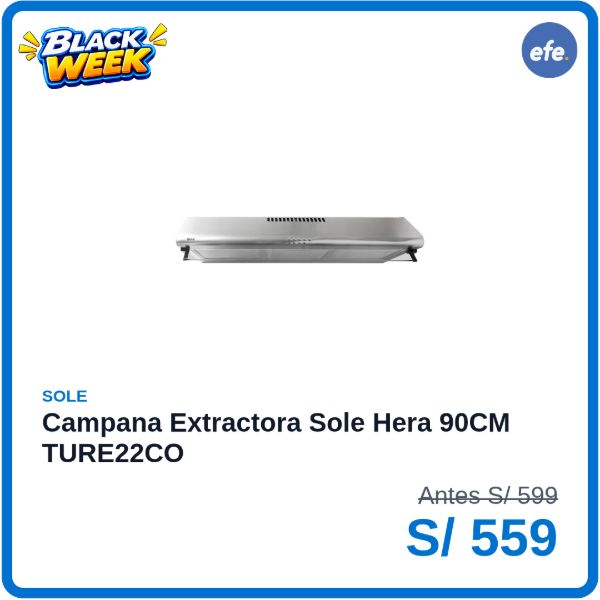 BLACK
WEEK
efe.
SOLE
Campana Extractora Sole Hera 90CM
TURE22CO
Antes S/ 599
S/ 559